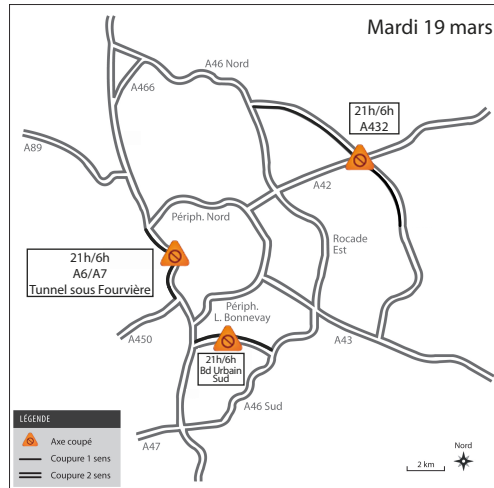 Mardi 19 mars
A46 Nord
A466
21h/6h
A432
A89
A42
Périph. Nord
Rocade
Est
21h/6h
A6/A7
Tunnel sous Fourvière
Périph.
L. Bonnevay
A450
A43
21h/6h
Bd Urbain
Sud
A46 Sud
A47
LÉGENDE
Axe coupé
Coupure 1 sens
Coupure 2 sens
Nord
2 km